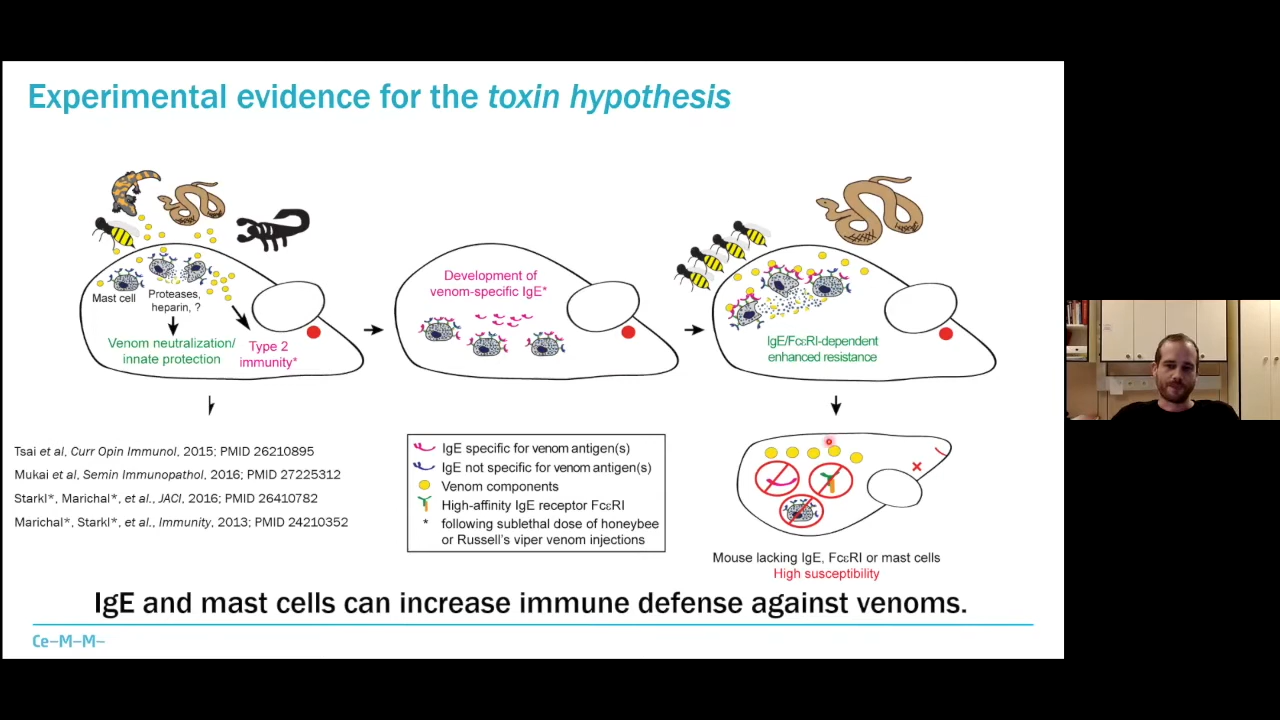 Experimental evidence for the toxin hypothesis
Mast cell
Proteases,
heparin, ?
Venom neutralization/
innate protection
Type 2
immunity*
Development of
venom-specific IgE*
IgE/FcεRI-dependent
enhanced resistance
Tsai et al, Curr Opin Immunol, 2015; PMID 26210895
Mukai et al, Semin Immunopathol, 2016; PMID 27225312
Starkl*, Marichal*, et al., JACI, 2016; PMID 26410782
Marichal*, Starkl*, et al., Immunity, 2013; PMID 24210352
IgE specific for venom antigen(s)
IgE not specific for venom antigen(s)
Venom components
High-affinity IgE receptor FcεRI
* following sublethal dose of honeybee
or Russell's viper venom injections
Mouse lacking IgE, FcεRI or mast cells
High susceptibility
IgE and mast cells can increase immune defense against venoms.
Ce–M–M–